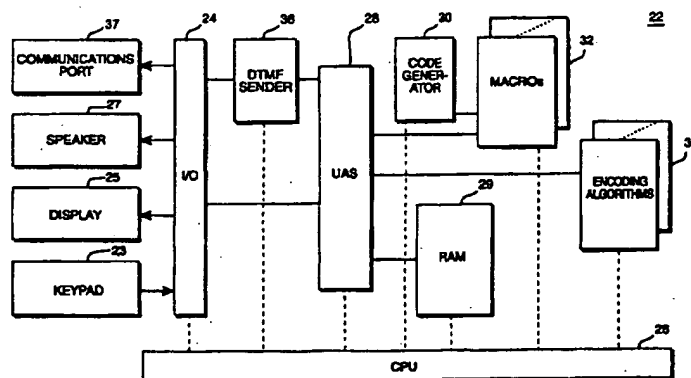 37
COMMUNICATIONS
PORT
27
SPEAKER
25
DISPLAY
23
KEYPAD
24
I/O
36
DTMF
SENDER
28
UAS
30
CODE
GENER-
ATOR
22
32
MACROs
3
ENCODING
ALGORITHMS
29
RAM
26
CPU